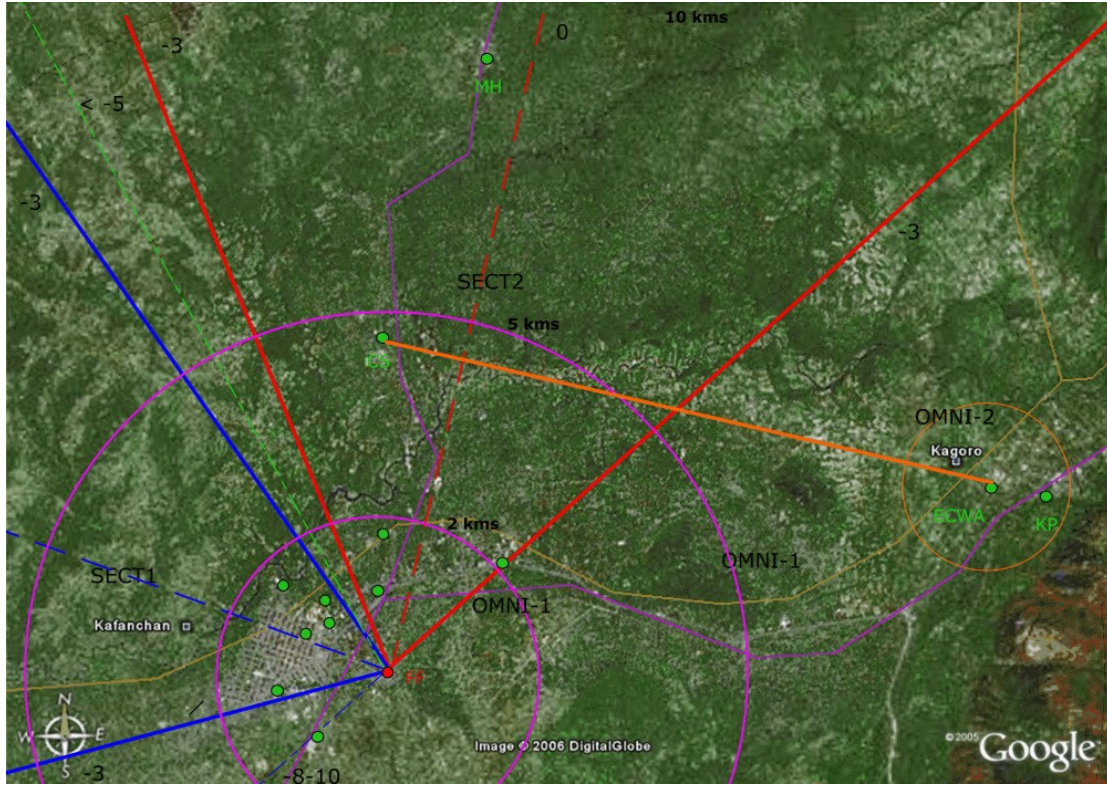 10 kms
0
-3
MH
< -5
-3
-3
SECT2
5 kms
OMNI-2
Kagoro
2 kms
ECWA
KP
SECT1
OMNI-1
OMNI-1
Kafanchan
N
W E
S
Image © 2006 DigitalGlobe
© 2005 Google™
-3
-8-10